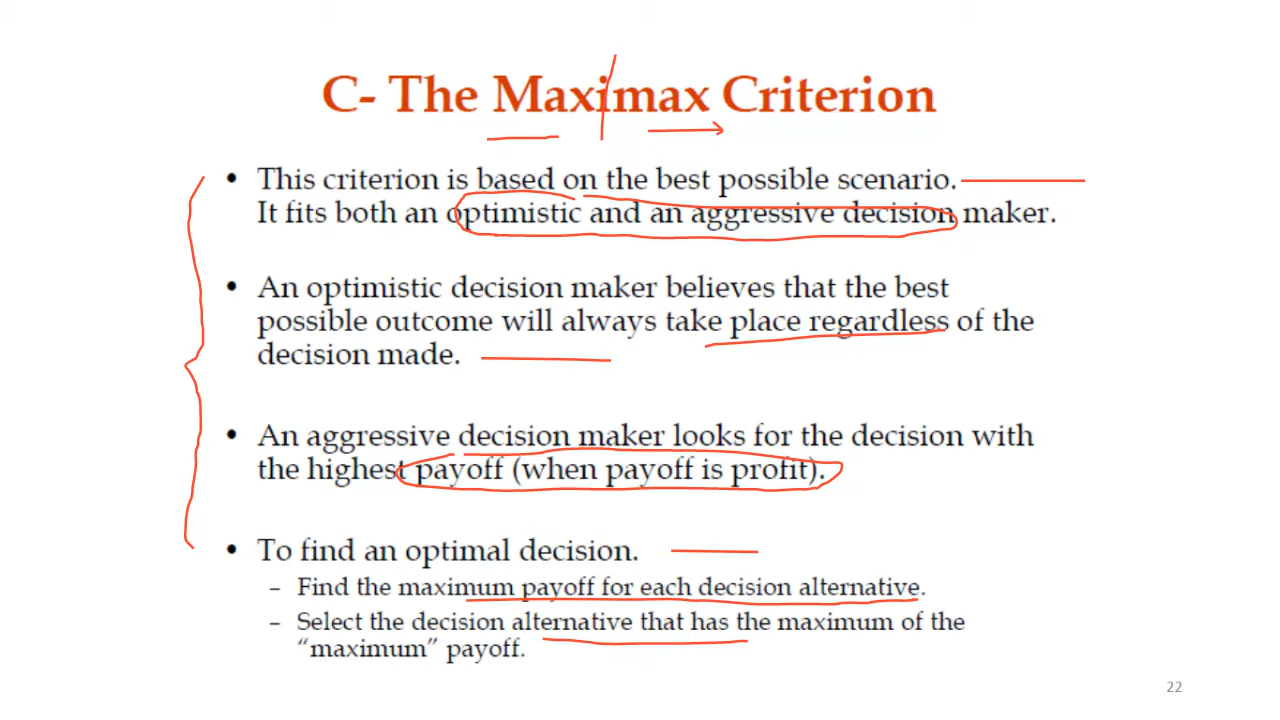 C- The Maximax Criterion
• This criterion is based on the best possible scenario.
It fits both an optimistic and an aggressive decision maker.
• An optimistic decision maker believes that the best
possible outcome will always take place regardless of the
decision made.
• An aggressive decision maker looks for the decision with
the highest payoff (when payoff is profit).
• To find an optimal decision.
– Find the maximum payoff for each decision alternative.
– Select the decision alternative that has the maximum of the
“maximum” payoff.
22